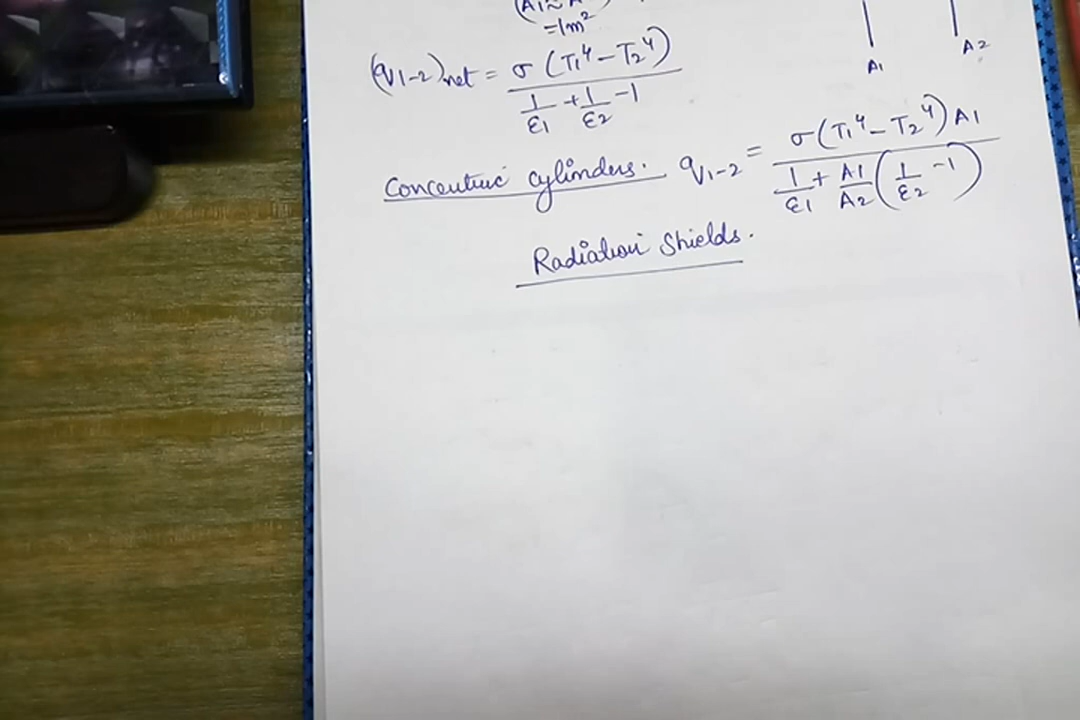 (A1≈A
=1m²
(q1-2)net = σ (T1⁴ - T2⁴) / (1/ε1 + 1/ε2 - 1)
A1 A2
Concentric cylinders. q1-2 = σ(T1⁴ - T2⁴) A1 / (1/ε1 + A1/A2 (1/ε2 - 1))
Radiation Shields.